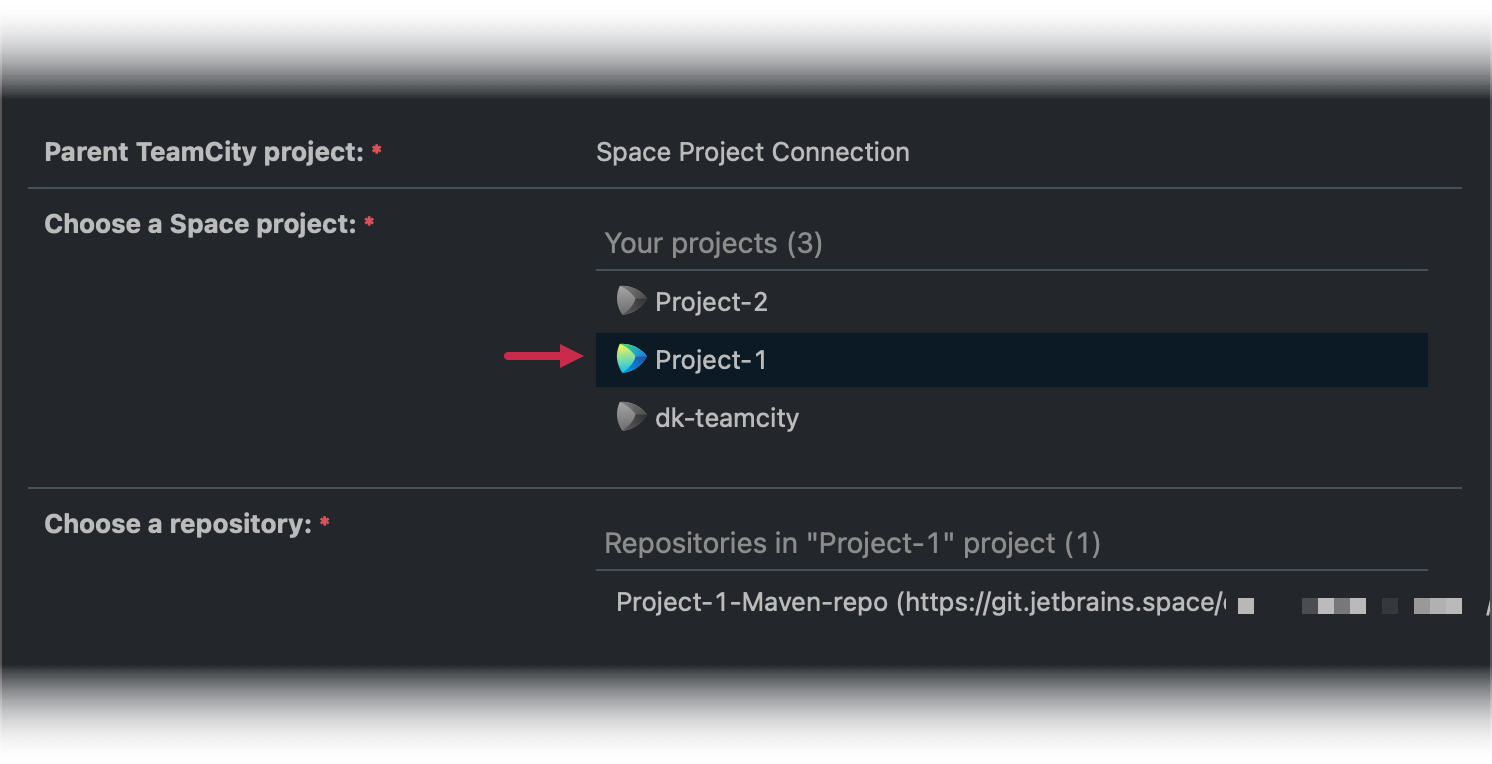 Parent TeamCity project: *
Space Project Connection
Choose a Space project: *
Your projects (3)
Project-2
Project-1
dk-teamcity
Choose a repository: *
Repositories in "Project-1" project (1)
Project-1-Maven-repo (https://git.jetbrains.space/